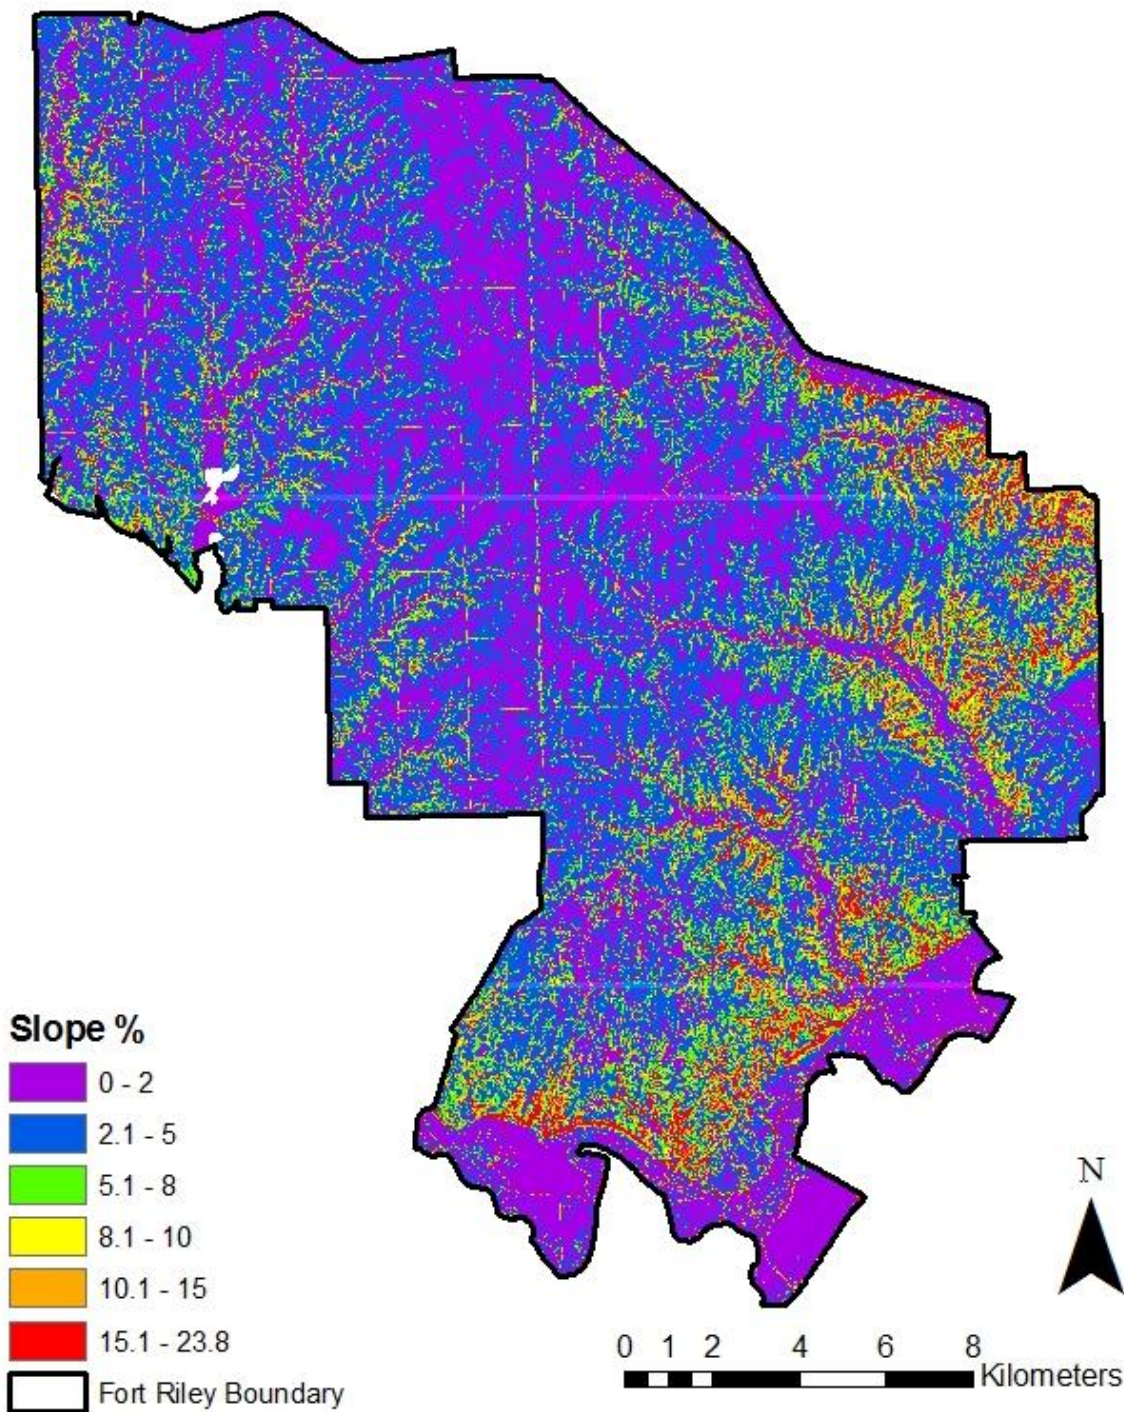 Slope %
0 - 2
2.1 - 5
5.1 - 8
8.1 - 10
10.1 - 15
15.1 - 23.8
Fort Riley Boundary
N
0 1 2 4 6 8
Kilometers